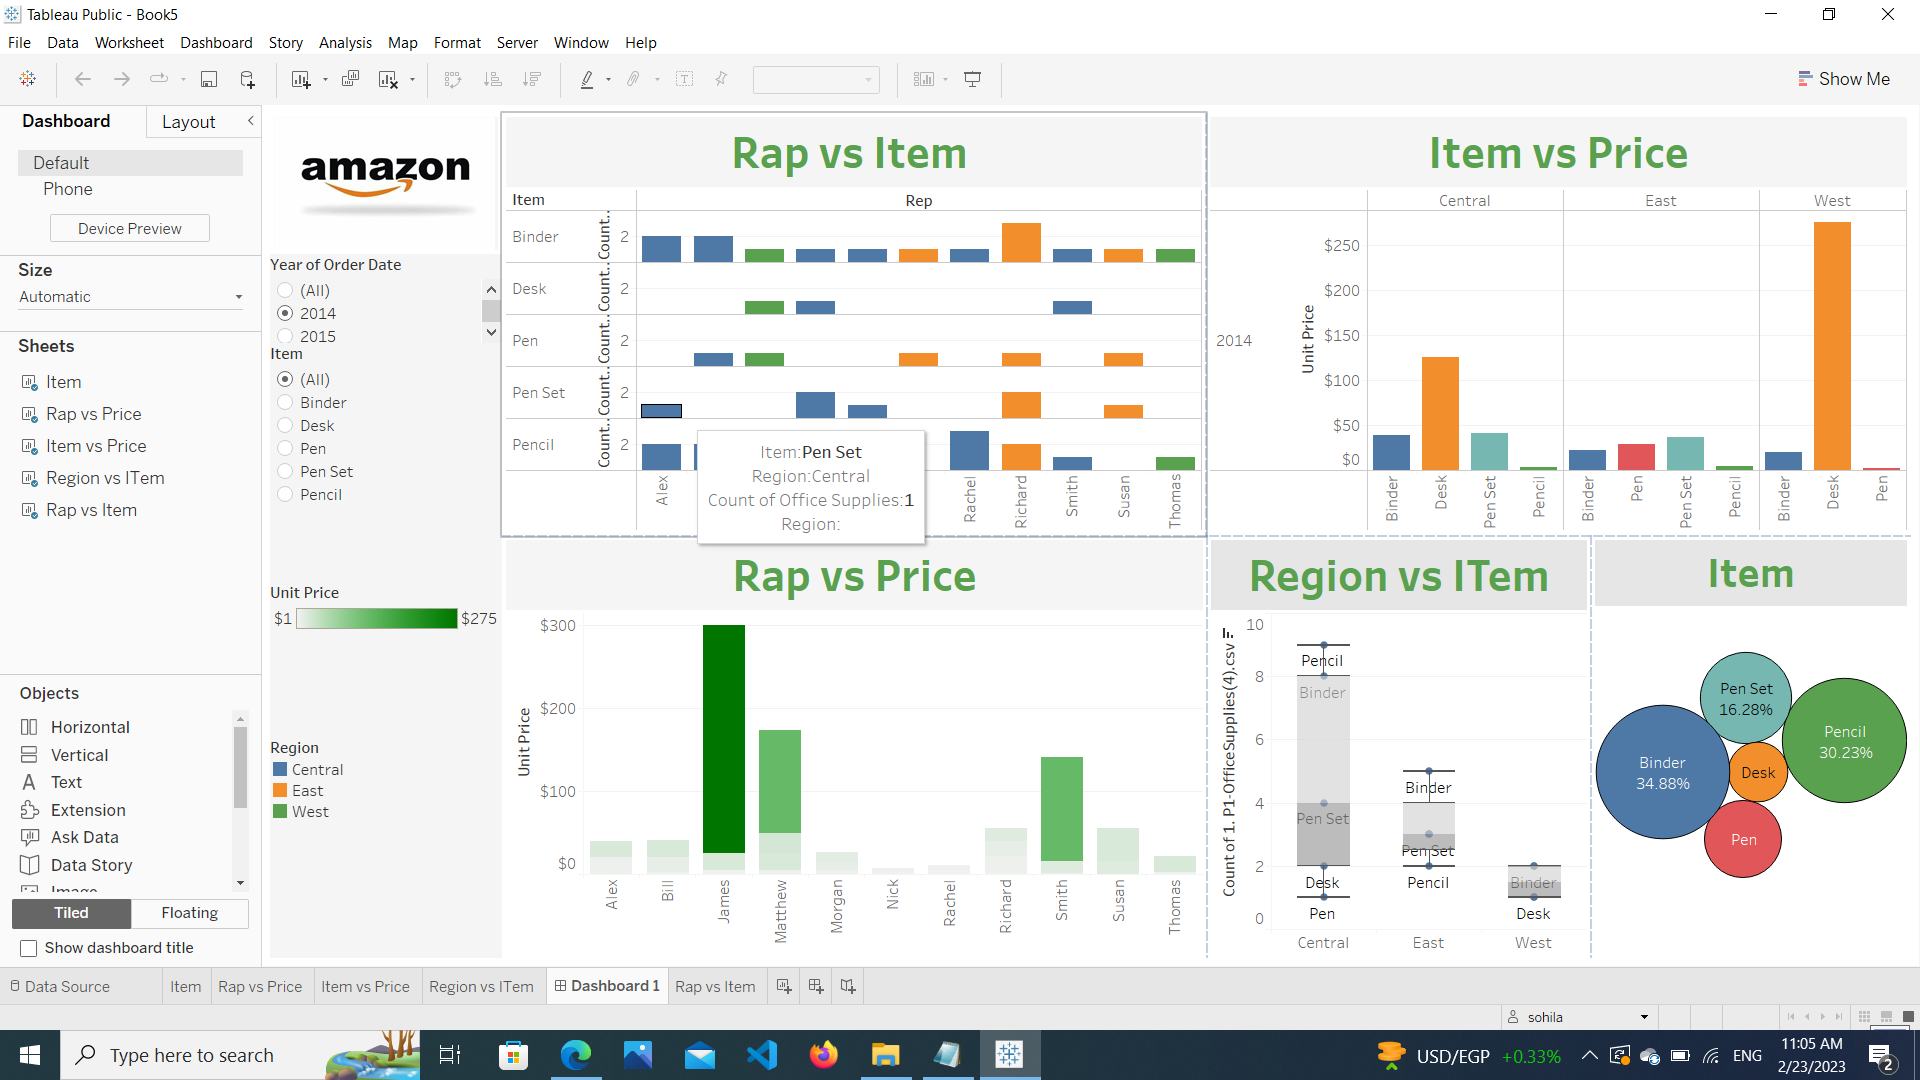 Tableau Public - Book5
File Data Worksheet Dashboard Story Analysis Map Format Server Window Help
Show Me
Dashboard
Layout
Default
Phone
Device Preview
Size
Automatic
Sheets
Item
Rap vs Price
Item vs Price
Region vs ITem
Rap vs Item
Objects
Horizontal
Vertical
Text
Extension
Ask Data
Data Story
Tiled
Floating
Show dashboard title
amazon
Year of Order Date
(All)
2014
2015
Item
(All)
Binder
Desk
Pen
Pen Set
Pencil
Unit Price
$1
$275
Region
Central
East
West
Rap vs Item
Item
Rep
Binder
Count..
2
Desk
Count..
2
Pen
Count..
2
Pen Set
Count..
2
Pencil
Count..
2
Alex
Rachel
Richard
Smith
Susan
Thomas
Item:Pen Set
Region:Central
Count of Office Supplies:1
Region:
Item vs Price
Central
East
West
2014
Unit Price
$250
$200
$150
$100
$50
$0
Binder
Desk
Pen Set
Pencil
Binder
Pen
Pen Set
Pencil
Binder
Desk
Pen
Rap vs Price
Unit Price
$300
$200
$100
$0
Alex
Bill
James
Matthew
Morgan
Nick
Rachel
Richard
Smith
Susan
Thomas
Region vs ITem
Count of 1. P1-OfficeSupplies(4).csv
10
8
6
4
2
0
Pencil
Binder
Pen Set
Desk
Pen
Binder
Pen Set
Pencil
Binder
Desk
Central
East
West
Item
Pen Set
16.28%
Pencil
30.23%
Binder
34.88%
Desk
Pen
Data Source
Item
Rap vs Price
Item vs Price
Region vs ITem
Dashboard 1
Rap vs Item
sohila
Type here to search
USD/EGP +0.33%
ENG
11:05 AM
2/23/2023
2